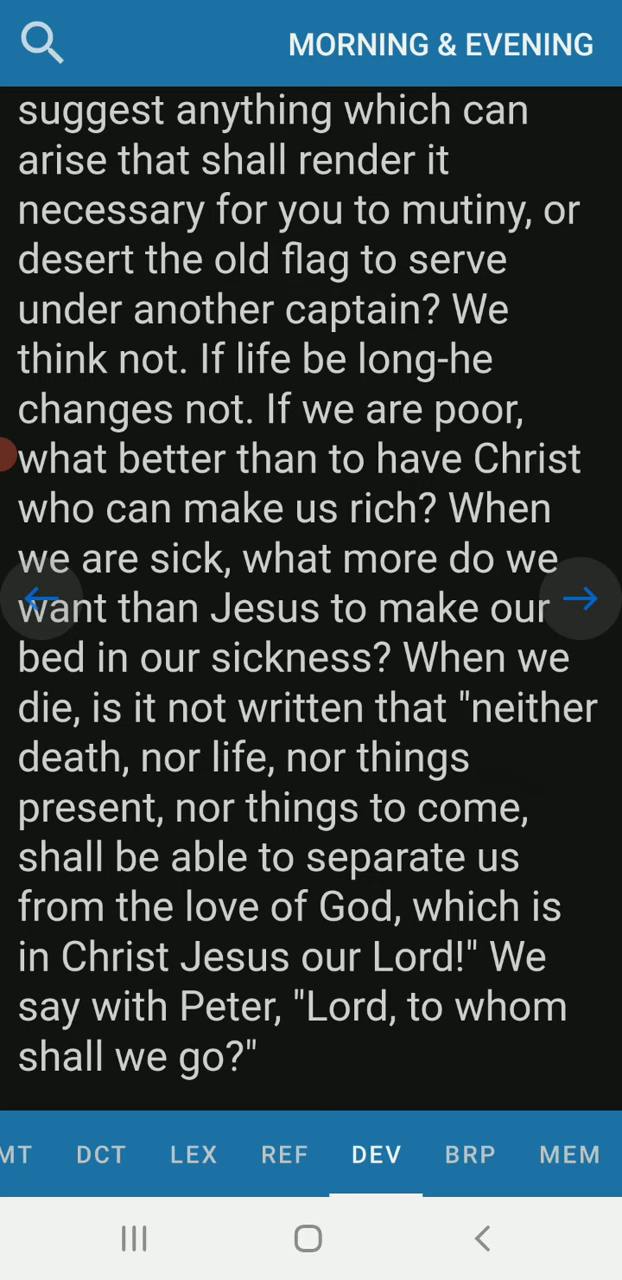 MORNING & EVENING
suggest anything which can
arise that shall render it
necessary for you to mutiny, or
desert the old flag to serve
under another captain? We
think not. If life be long-he
changes not. If we are poor,
what better than to have Christ
who can make us rich? When
we are sick, what more do we
want than Jesus to make our
bed in our sickness? When we
die, is it not written that "neither
death, nor life, nor things
present, nor things to come,
shall be able to separate us
from the love of God, which is
in Christ Jesus our Lord!" We
say with Peter, "Lord, to whom
shall we go?"
MT DCT LEX REF DEV BRP MEM